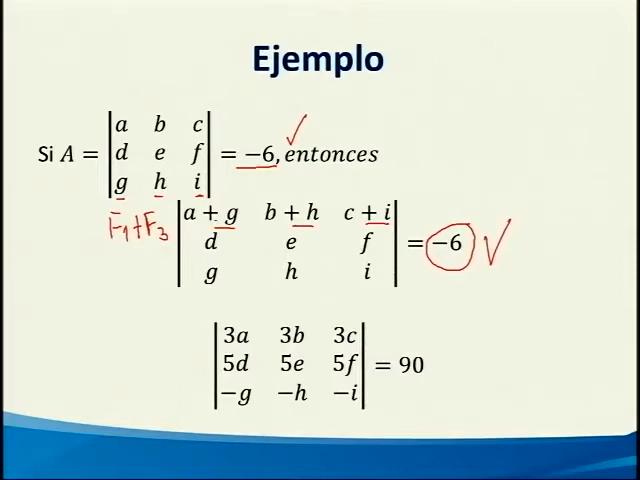 Ejemplo
a b c
Si A = d e f = −6, entonces
g h i
F₁+F₃ a + g b + h c + i
d e f = −6
g h i
3a 3b 3c
5d 5e 5f = 90
−g −h −i